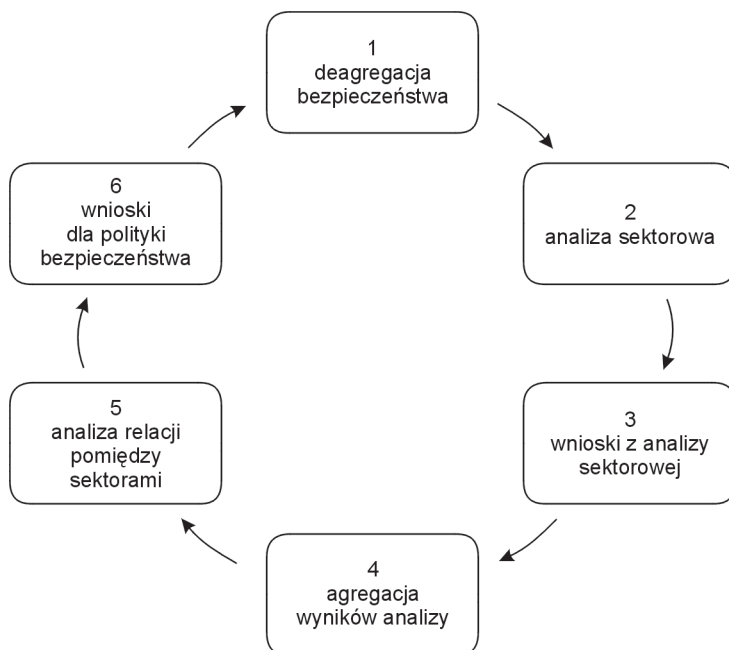 1
deagregacja
bezpieczeństwa
2
analiza sektorowa
3
wnioski z analizy
sektorowej
4
agregacja
wyników analizy
5
analiza relacji
pomiędzy
sektorami
6
wnioski
dla polityki
bezpieczeństwa